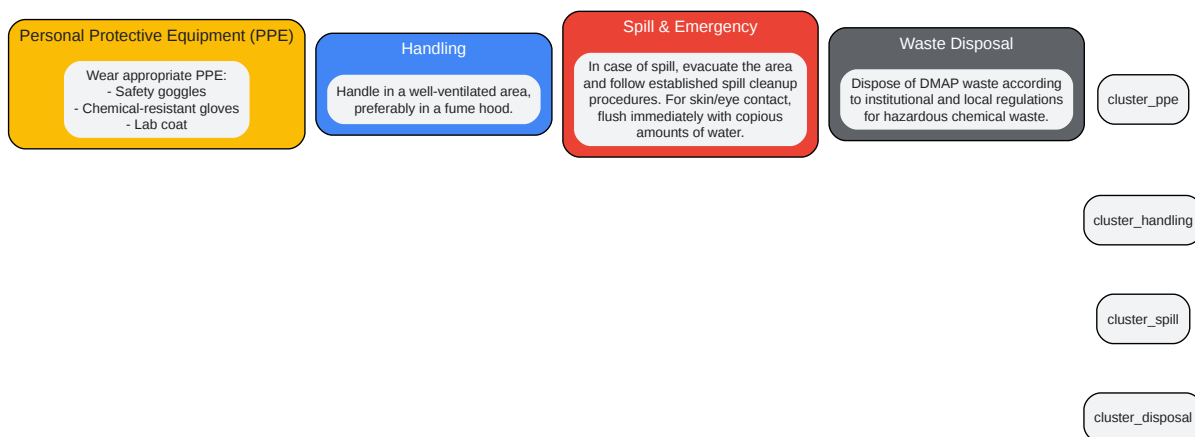 Personal Protective Equipment (PPE)
Wear appropriate PPE:
- Safety goggles
- Chemical-resistant gloves
- Lab coat
Handling
Handle in a well-ventilated area,
preferably in a fume hood.
Spill & Emergency
In case of spill, evacuate the area
and follow established spill cleanup
procedures. For skin/eye contact,
flush immediately with copious
amounts of water.
Waste Disposal
Dispose of DMAP waste according
to institutional and local regulations
for hazardous chemical waste.
cluster_ppe
cluster_handling
cluster_spill
cluster_disposal